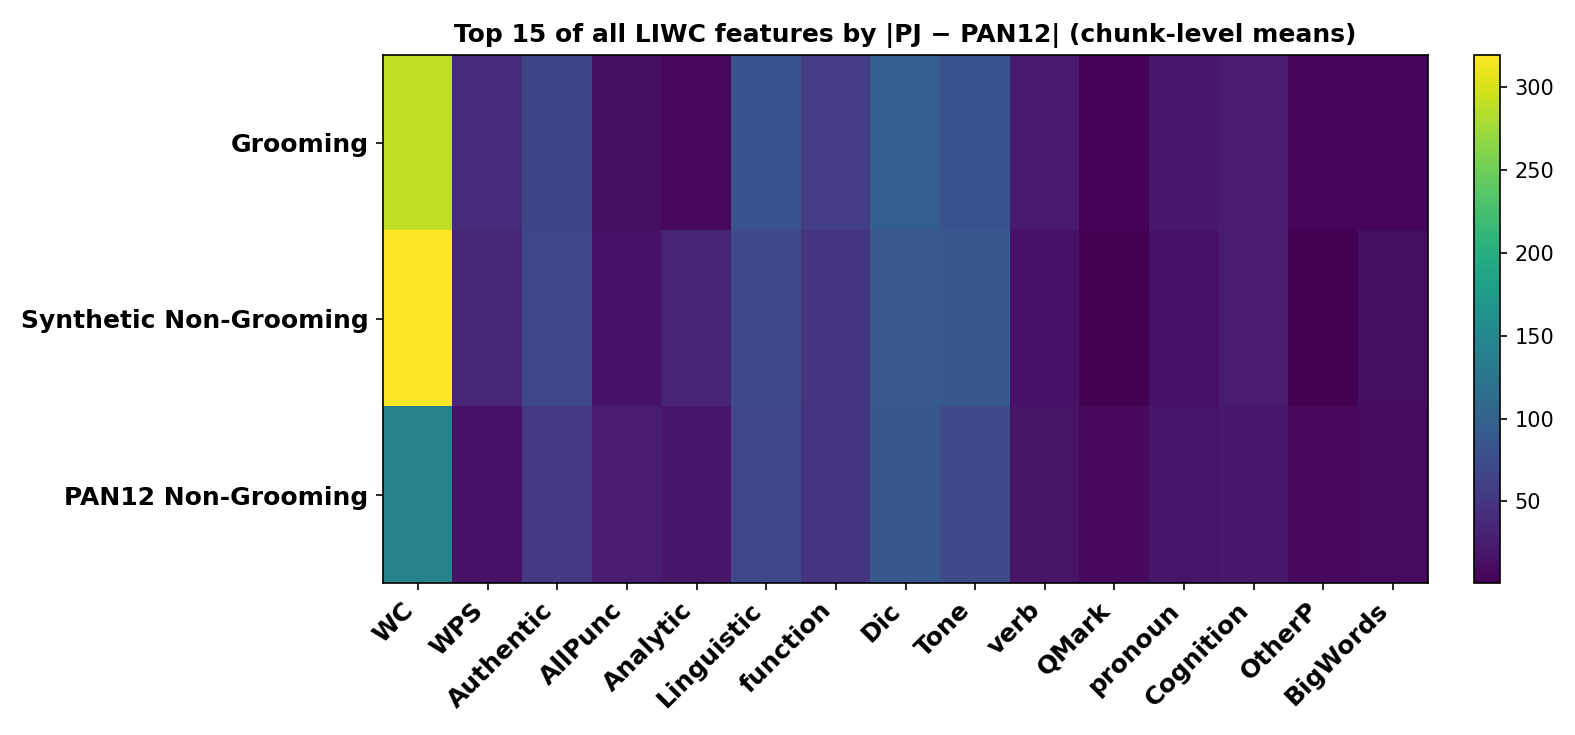 Top 15 of all LIWC features by |PJ − PAN12| (chunk-level means)
Grooming
Synthetic Non-Grooming
PAN12 Non-Grooming
WC
WPS
Authentic
AllPunc
Analytic
Linguistic
function
Dic
Tone
verb
QMark
pronoun
Cognition
OtherP
BigWords
300
250
200
150
100
50